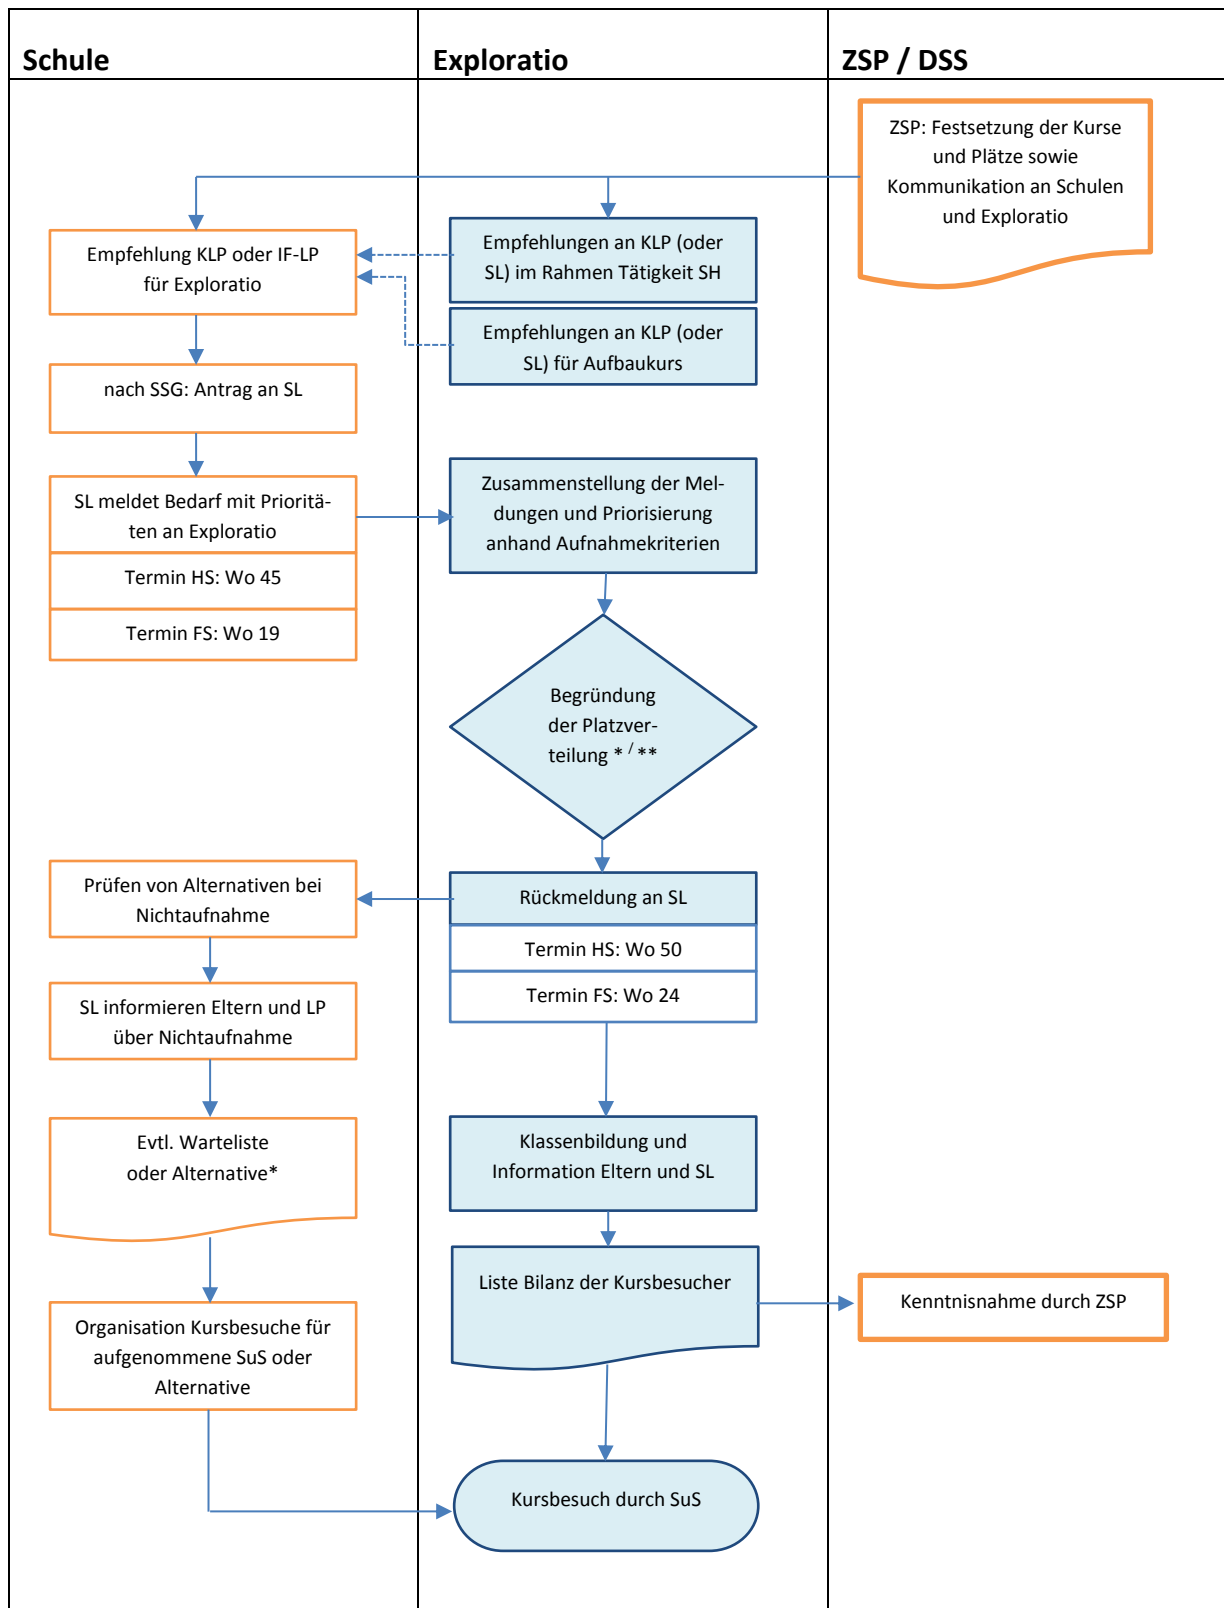 Schule
Exploratio
ZSP / DSS
ZSP: Festsetzung der Kurse
und Plätze sowie
Kommunikation an Schulen
und Exploratio
Empfehlung KLP oder IF-LP
für Exploratio
Empfehlungen an KLP (oder
SL) im Rahmen Tätigkeit SH
Empfehlungen an KLP (oder
SL) für Aufbaukurs
nach SSG: Antrag an SL
SL meldet Bedarf mit Prioritä-
ten an Exploratio
Termin HS: Wo 45
Termin FS: Wo 19
Zusammenstellung der Mel-
dungen und Priorisierung
anhand Aufnahmekriterien
Begründung
der Platzver-
teilung * / **
Prüfen von Alternativen bei
Nichtaufnahme
Rückmeldung an SL
Termin HS: Wo 50
Termin FS: Wo 24
SL informieren Eltern und LP
über Nichtaufnahme
Evtl. Warteliste
oder Alternative*
Klassenbildung und
Information Eltern und SL
Liste Bilanz der Kursbesucher
Kenntnisnahme durch ZSP
Organisation Kursbesuche für
aufgenommene SuS oder
Alternative
Kursbesuch durch SuS